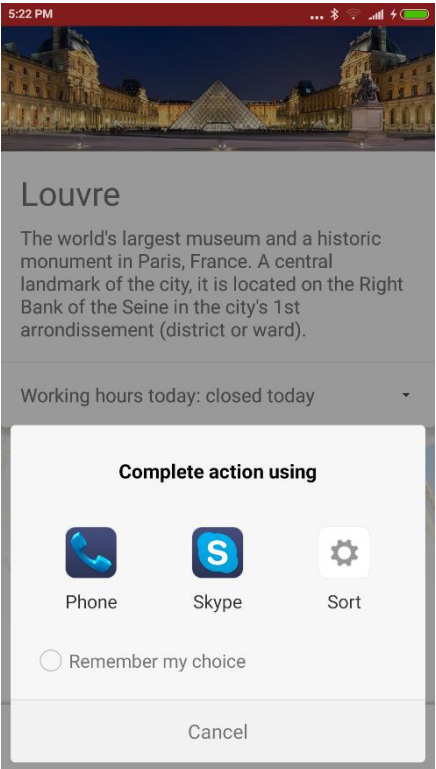 5:22 PM
Louvre
The world's largest museum and a historic
monument in Paris, France. A central
landmark of the city, it is located on the Right
Bank of the Seine in the city's 1st
arrondissement (district or ward).
Working hours today: closed today
Complete action using
Phone
Skype
Sort
Remember my choice
Cancel